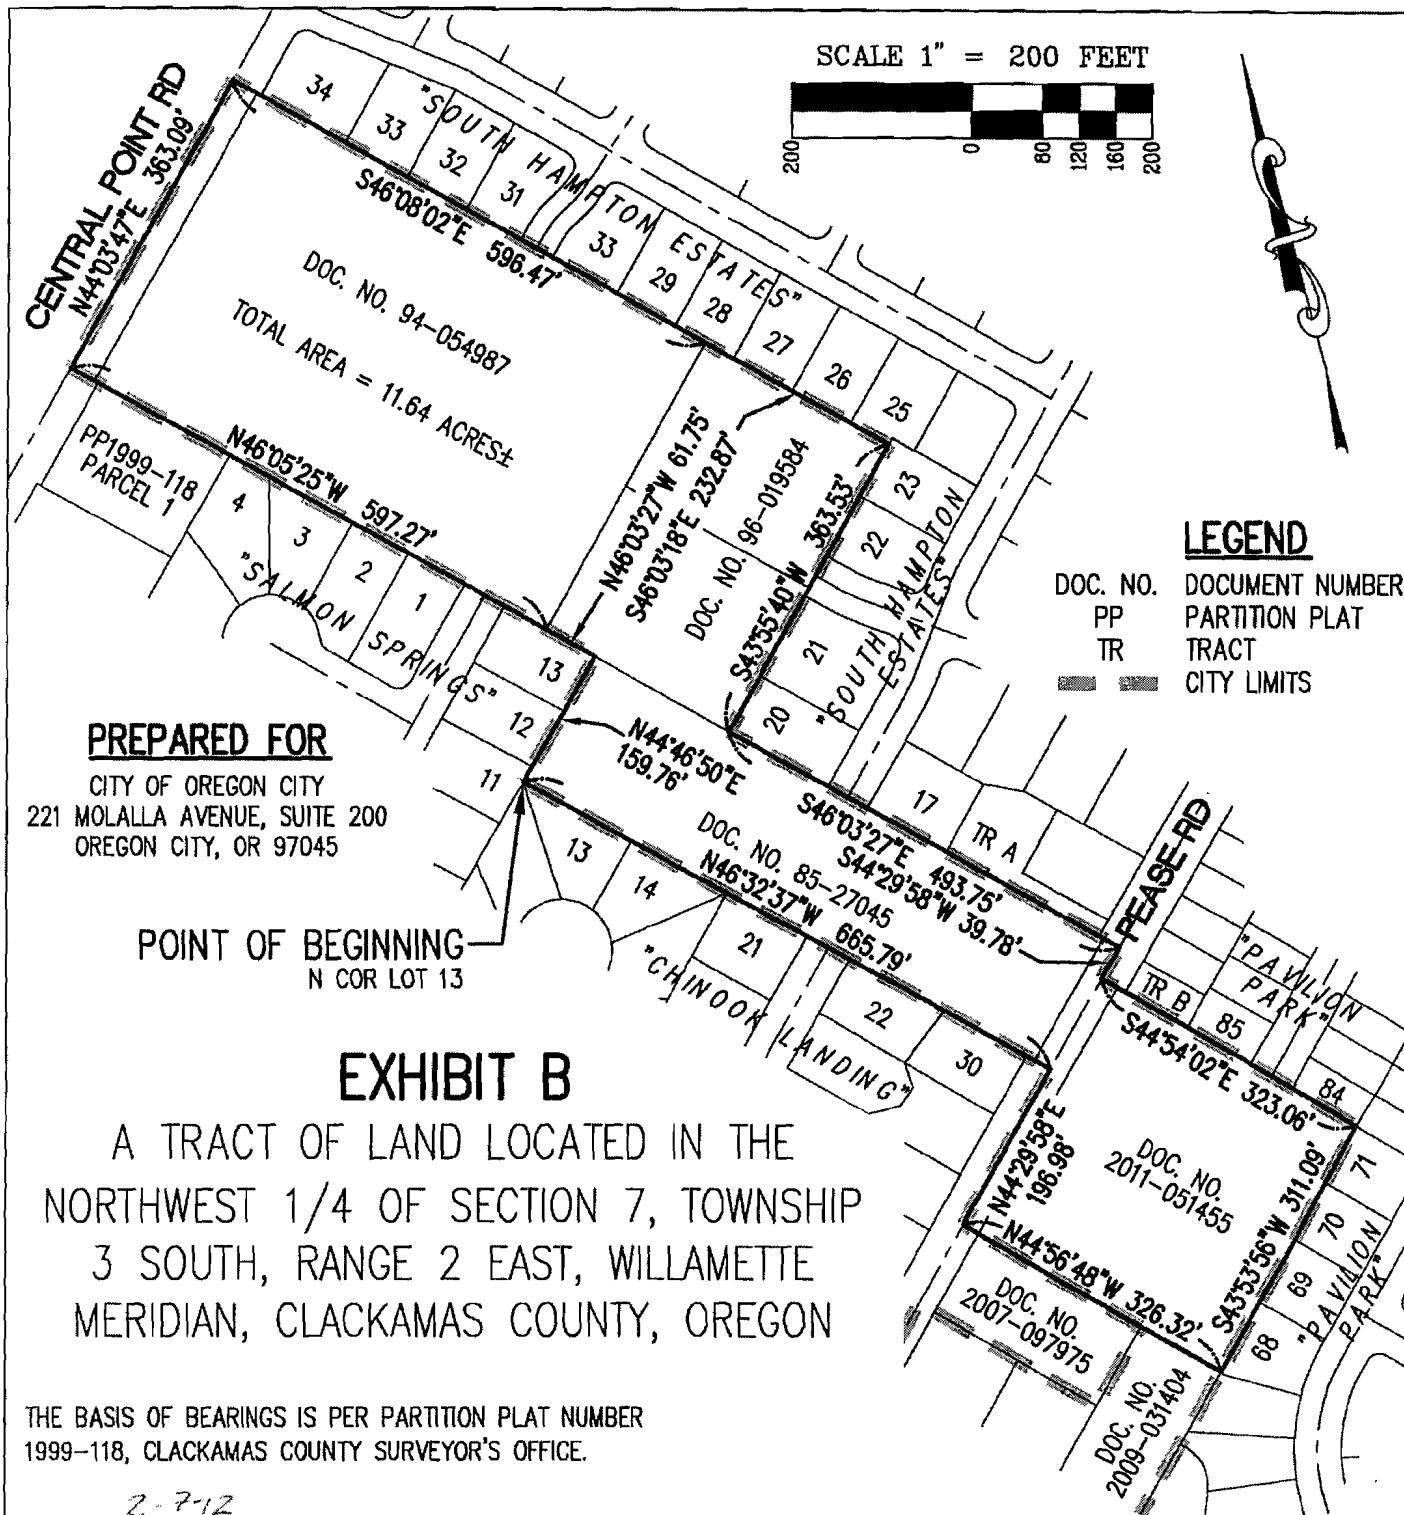 SCALE 1" = 200 FEET
200 0 80 120 160 200
CENTRAL POINT RD
N44°03'47"E 363.09'
34
33
32
31
"SOUTH HAMPTON ESTATES"
33
29
28
27
26
25
S46°08'02"E 596.47'
DOC. NO. 94-054987
TOTAL AREA = 11.64 ACRES±
N46°05'25"W 597.27'
PP1999-118
PARCEL 1
4
3
2
1
"SALMON SPRINGS"
13
12
11
N46°03'27"W 61.75'
S46°03'18"E 232.87'
DOC. NO. 96-019584
S43°55'40"W 363.53'
23
22
21
20
"SOUTH HAMPTON
ESTATES"
LEGEND
DOC. NO. DOCUMENT NUMBER
PP PARTITION PLAT
TR TRACT
CITY LIMITS
PREPARED FOR
CITY OF OREGON CITY
221 MOLALLA AVENUE, SUITE 200
OREGON CITY, OR 97045
N44°46'50"E
159.76'
17
TR A
S46°03'27"E 493.75'
S44°29'58"W 39.78'
DOC. NO. 85-27045
N46°32'37"W 665.79'
PEASE RD
POINT OF BEGINNING
N COR LOT 13
13
14
21
22
30
"CHINOOK LANDING"
TR B
85
84
"PAVILION
PARK"
S44°54'02"E 323.06'
DOC. NO.
2011-051455
N44°29'58"E
196.98'
N44°56'48"W 326.32'
S43°53'56"W 311.09'
71
70
69
68
"PAVILION
PARK"
DOC. NO.
2007-097975
DOC. NO.
2009-031404
EXHIBIT B
A TRACT OF LAND LOCATED IN THE
NORTHWEST 1/4 OF SECTION 7, TOWNSHIP
3 SOUTH, RANGE 2 EAST, WILLAMETTE
MERIDIAN, CLACKAMAS COUNTY, OREGON
THE BASIS OF BEARINGS IS PER PARTITION PLAT NUMBER
1999-118, CLACKAMAS COUNTY SURVEYOR'S OFFICE.
2-7-12